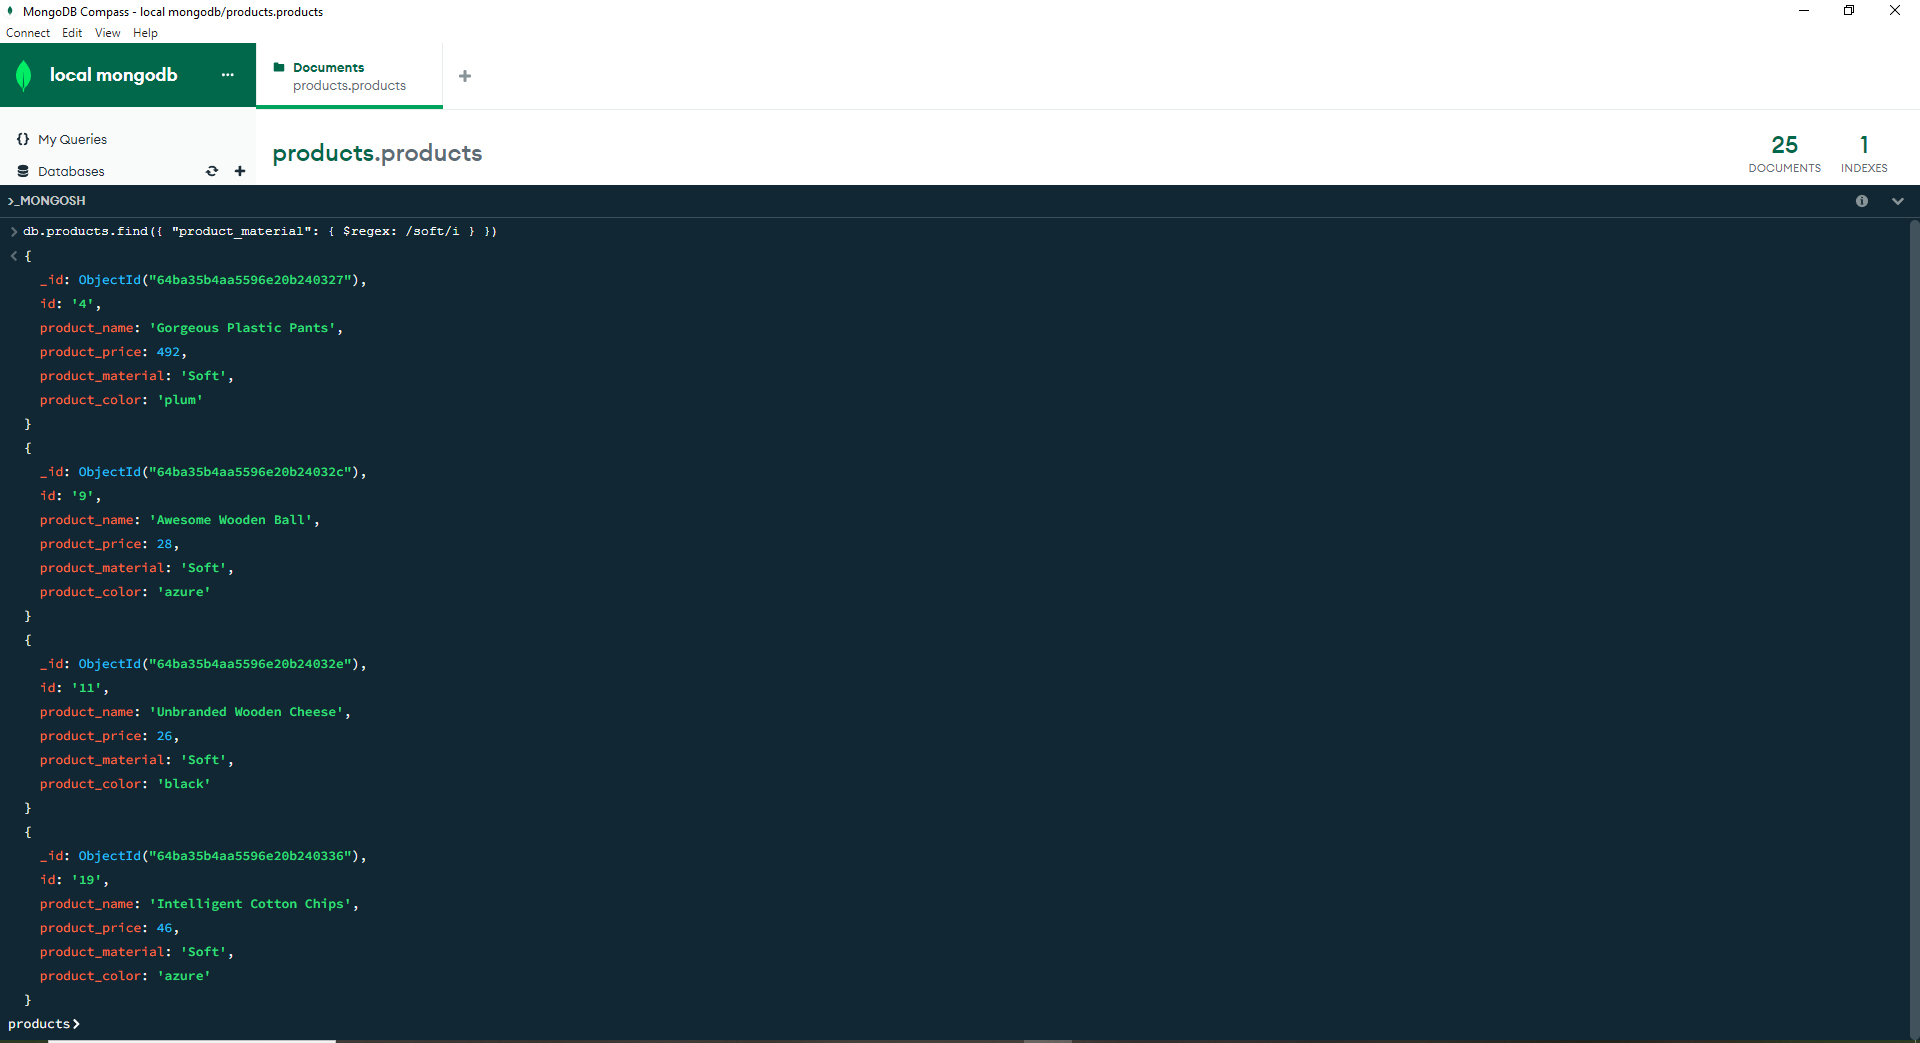 MongoDB Compass - local mongodb/products.products
Connect Edit View Help
local mongodb
Documents
products.products
My Queries
Databases
products.products
25
DOCUMENTS
1
INDEXES
>_MONGOSH
> db.products.find({ "product_material": { $regex: /soft/i } })
< {
_id: ObjectId("64ba35b4aa5596e20b240327"),
id: '4',
product_name: 'Gorgeous Plastic Pants',
product_price: 492,
product_material: 'Soft',
product_color: 'plum'
}
{
_id: ObjectId("64ba35b4aa5596e20b24032c"),
id: '9',
product_name: 'Awesome Wooden Ball',
product_price: 28,
product_material: 'Soft',
product_color: 'azure'
}
{
_id: ObjectId("64ba35b4aa5596e20b24032e"),
id: '11',
product_name: 'Unbranded Wooden Cheese',
product_price: 26,
product_material: 'Soft',
product_color: 'black'
}
{
_id: ObjectId("64ba35b4aa5596e20b240336"),
id: '19',
product_name: 'Intelligent Cotton Chips',
product_price: 46,
product_material: 'Soft',
product_color: 'azure'
}
products>